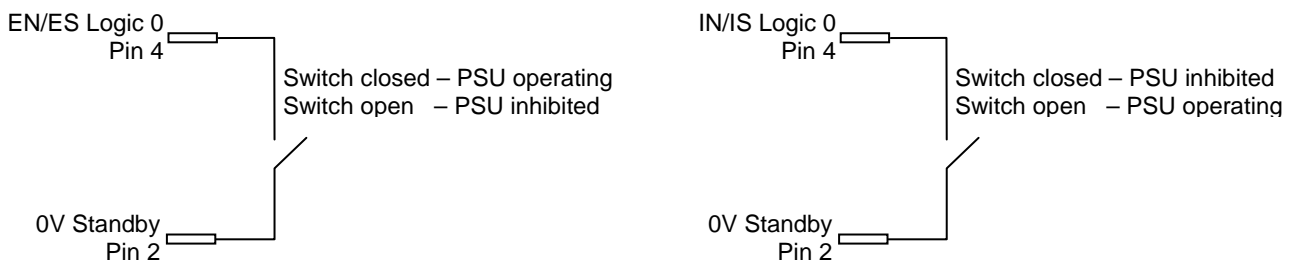 EN/ES Logic 0
Pin 4
Switch closed – PSU operating
Switch open – PSU inhibited
0V Standby
Pin 2
IN/IS Logic 0
Pin 4
Switch closed – PSU inhibited
Switch open – PSU operating
0V Standby
Pin 2